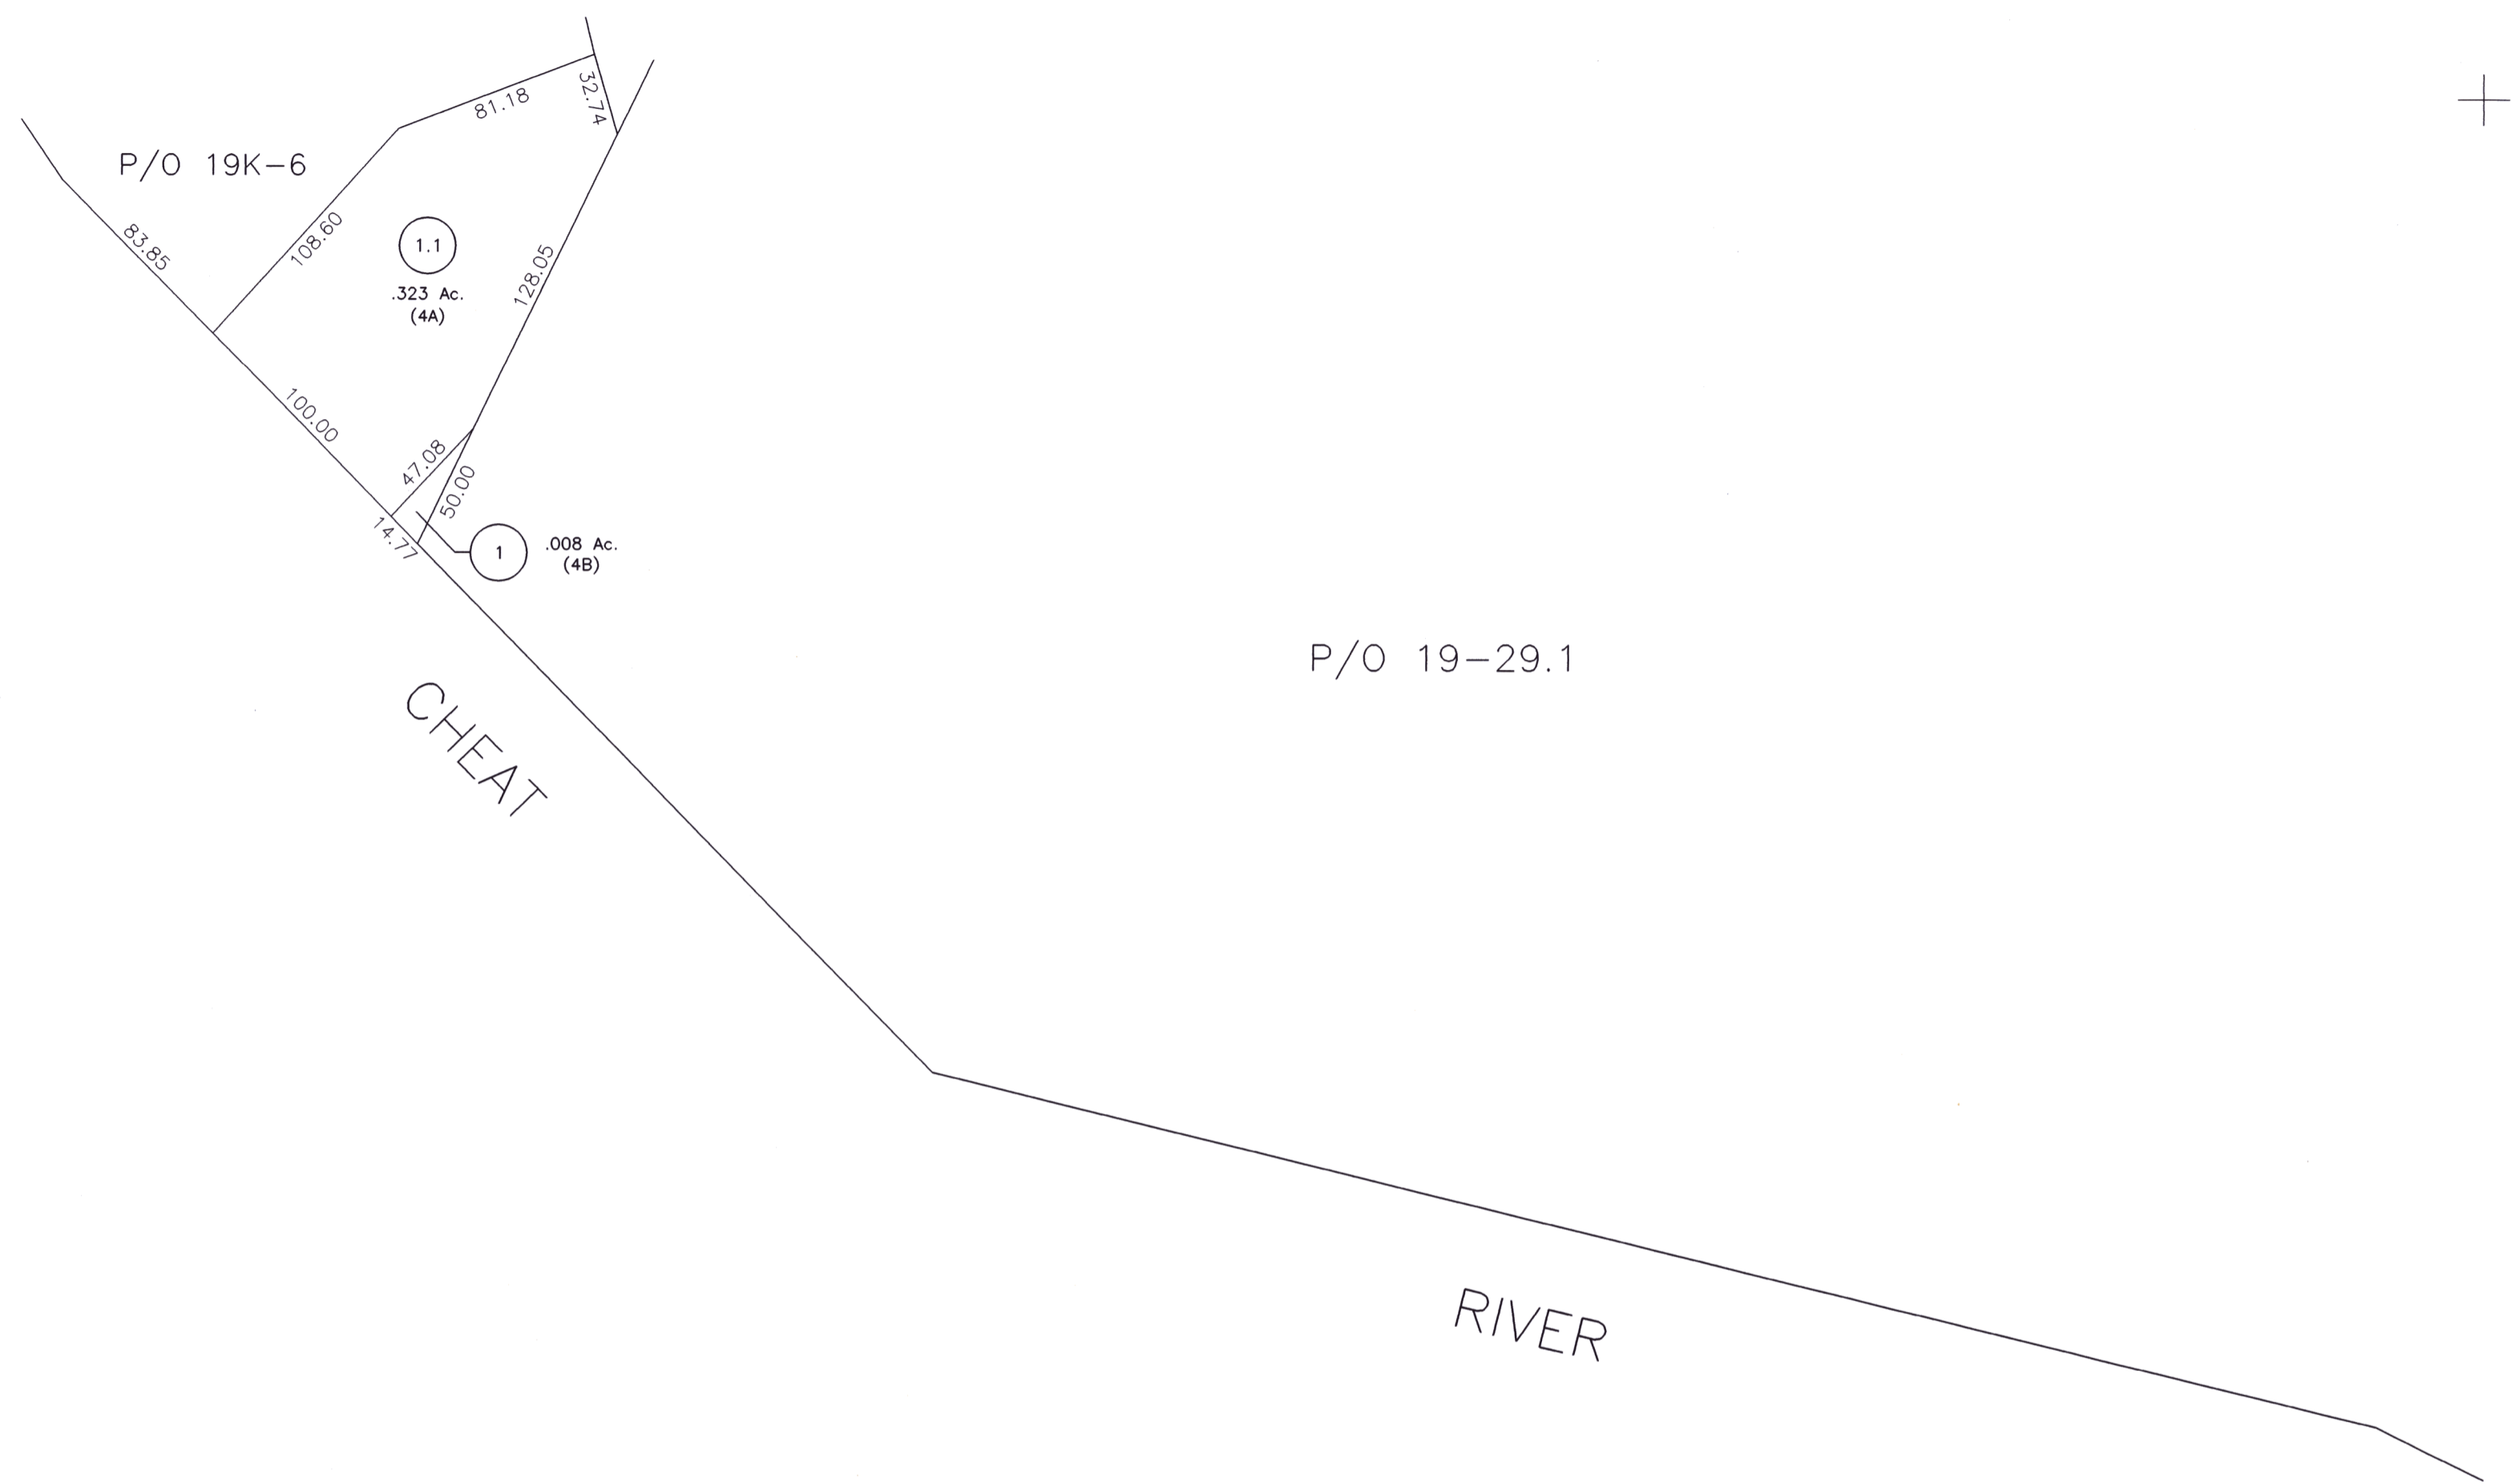 32.74
81.18
P/O 19K-6
108.60
83.85
1.1
128.05
.323 Ac.
(4A)
100.00
47.08
50.00
14.77
1
.008 Ac.
(4B)
P/O 19-29.1
CHEAT
RIVER